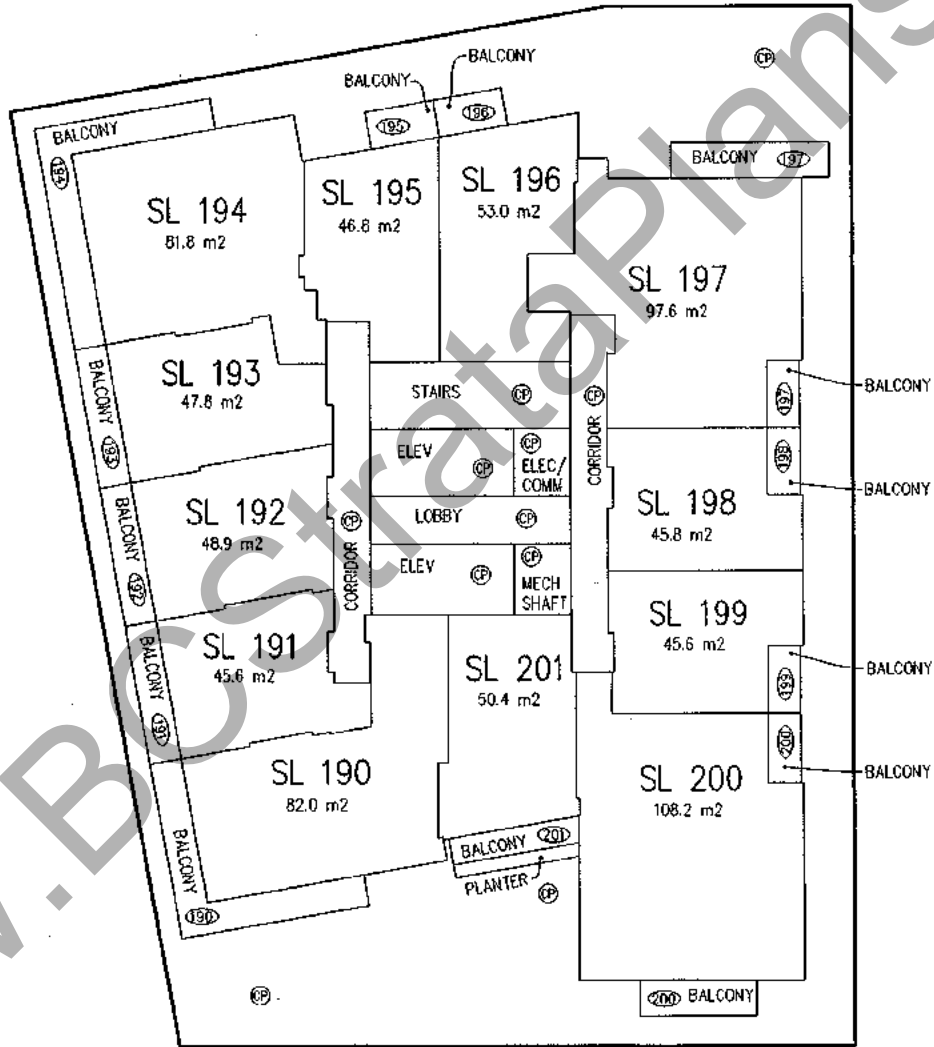 BALCONY
BALCONY
CP
195
196
BALCONY
194
BALCONY 197
SL 194
81.8 m2
SL 195
46.8 m2
SL 196
53.0 m2
SL 197
97.6 m2
BALCONY
193
SL 193
47.8 m2
STAIRS CP
CP
CORRIDOR
197
BALCONY
ELEV CP
CP
ELEC/
COMM
198
BALCONY
BALCONY
192
SL 192
48.9 m2
LOBBY CP
SL 198
45.8 m2
CP
CORRIDOR
ELEV CP
CP
MECH
SHAFT
BALCONY
191
SL 191
45.6 m2
SL 201
50.4 m2
SL 199
45.6 m2
199
BALCONY
200
BALCONY
SL 190
82.0 m2
SL 200
108.2 m2
BALCONY
190
BALCONY 201
PLANTER
CP
CP
200 BALCONY
.BCStrataPlans